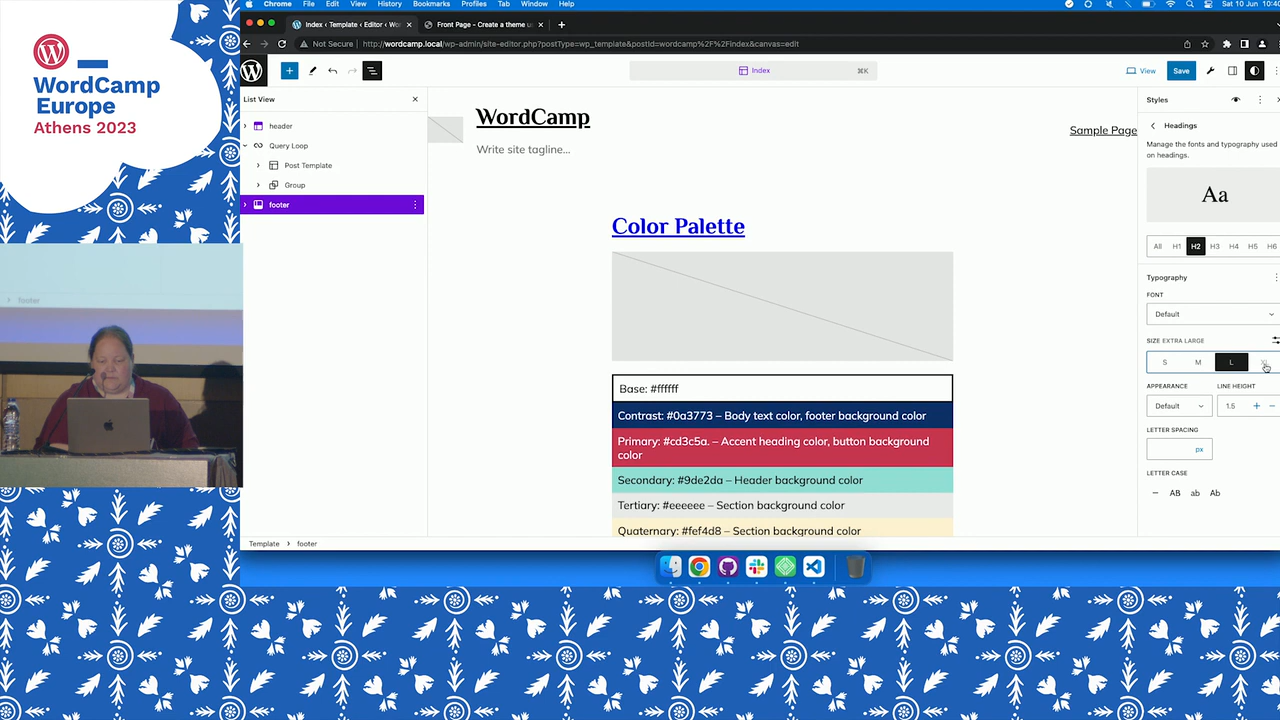 WordCamp
Europe
Athens 2023
Chrome File Edit View History Bookmarks Profiles Tab Window Help
Sat 10 Jun 10:40
Index ‹ Template ‹ Editor ‹ Wor
Front Page - Create a theme us
Not Secure
http://wordcamp.local/wp-admin/site-editor.php?postType=wp_template&postId=wordcamp%2F%2Findex&canvas=edit
Index
⌘K
View
Save
List View
header
Query Loop
Post Template
Group
footer
WordCamp
Write site tagline...
Sample Page
Color Palette
Base: #ffffff
Contrast: #0a3773 – Body text color, footer background color
Primary: #cd3c5a. – Accent heading color, button background
color
Secondary: #9de2da – Header background color
Tertiary: #eeeeee – Section background color
Quaternary: #fef4d8 – Section background color
Styles
Headings
Manage the fonts and typography used
on headings.
Aa
All H1 H2 H3 H4 H5 H6
Typography
FONT
Default
SIZE EXTRA LARGE
S M L XL
APPEARANCE LINE HEIGHT
Default 1.5 + −
LETTER SPACING
px
LETTER CASE
– AB ab Ab
Template › footer
footer